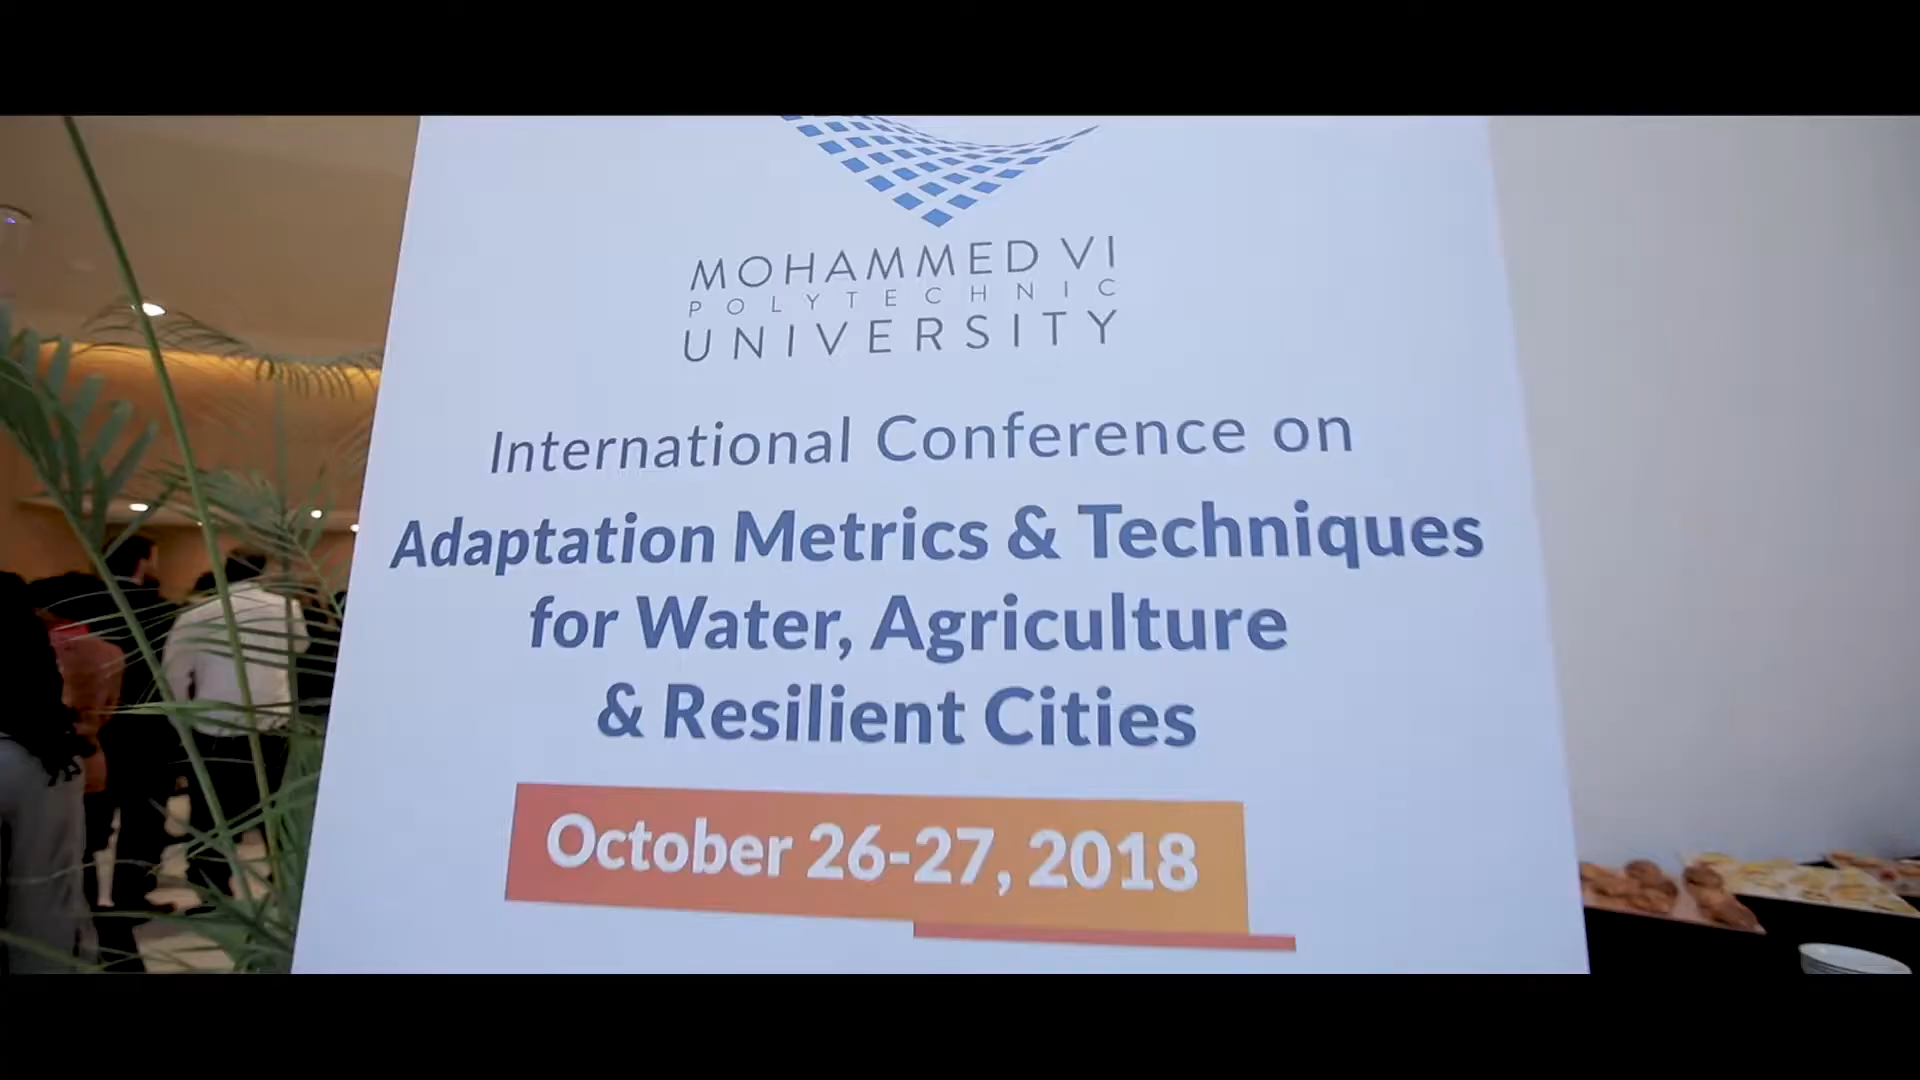 MOHAMMED VI
POLYTECHNIC
UNIVERSITY
International Conference on
Adaptation Metrics & Techniques
for Water, Agriculture
& Resilient Cities
October 26-27, 2018